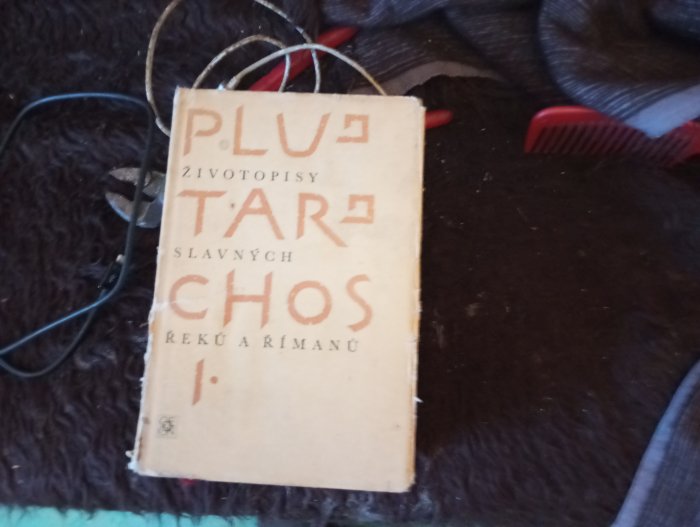 PLU
ŽIVOTOPISY
TAR
SLAVNÝCH
CHOS
ŘEKŮ A ŘÍMANŮ
I.